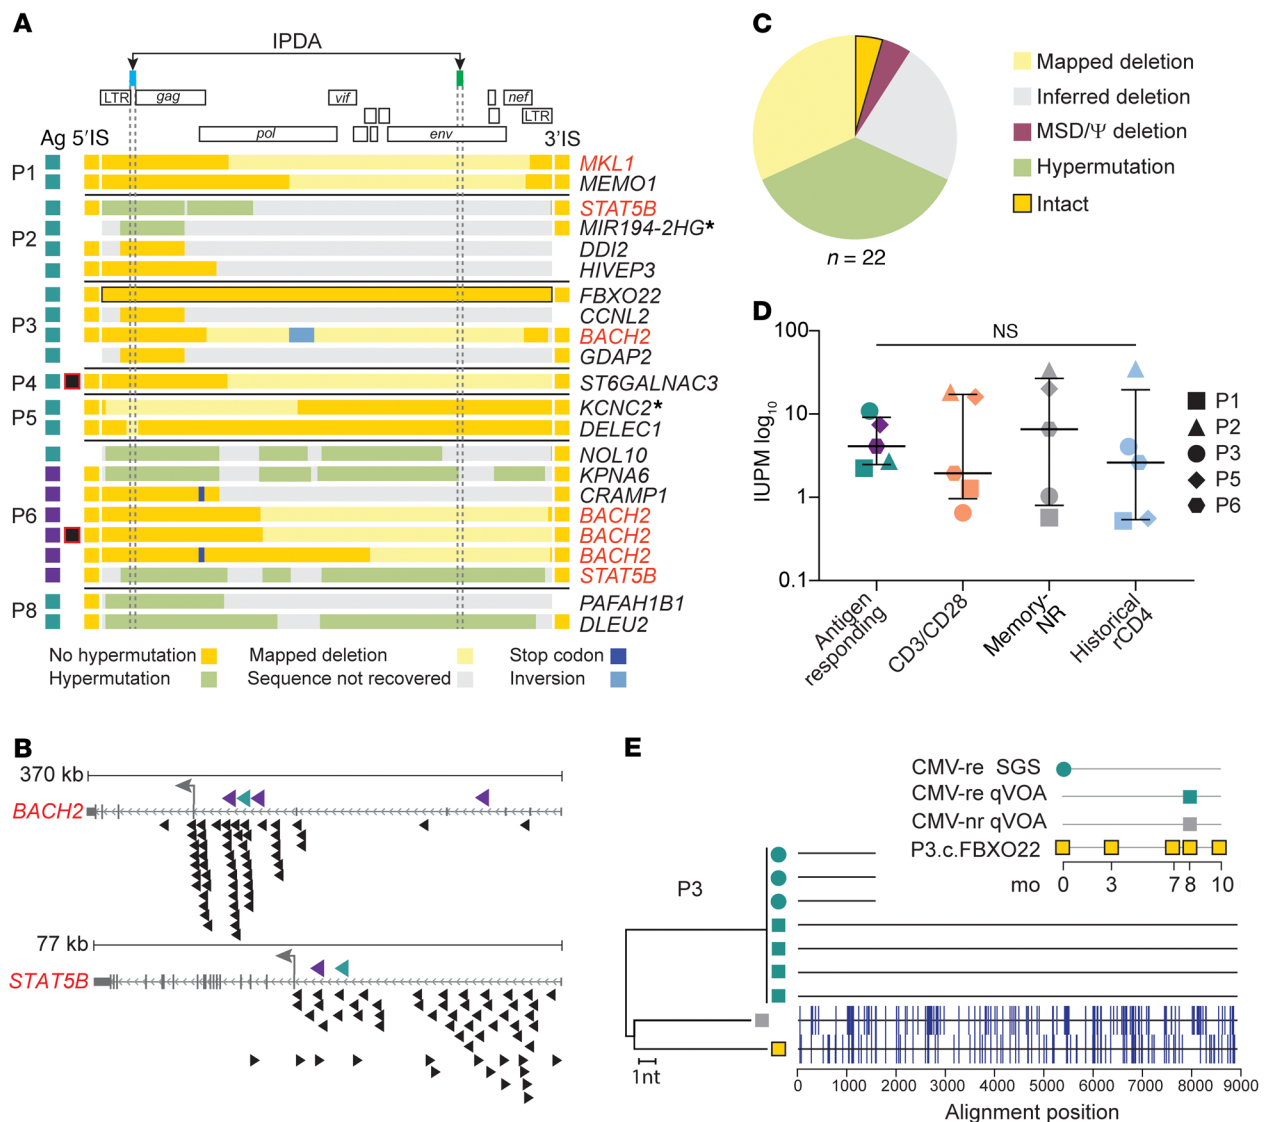 A
IPDA
LTR gag vif nef
LTR
pol env
Ag 5′IS 3′IS
P1
MKL1
MEMO1
P2
STAT5B
MIR194-2HG*
DDI2
HIVEP3
P3
FBXO22
CCNL2
BACH2
GDAP2
P4
ST6GALNAC3
P5
KCNC2*
DELEC1
P6
NOL10
KPNA6
CRAMP1
BACH2
BACH2
BACH2
STAT5B
P8
PAFAH1B1
DLEU2
No hypermutation Mapped deletion Stop codon
Hypermutation Sequence not recovered Inversion
B
370 kb
BACH2
77 kb
STAT5B
C
Mapped deletion
Inferred deletion
MSD/Ψ deletion
Hypermutation
Intact
n = 22
D
IUPM log10
100
10
1
0.1
NS
Antigen responding
CD3/CD28
Memory-NR
Historical rCD4
P1
P2
P3
P5
P6
E
CMV-re SGS
CMV-re qVOA
CMV-nr qVOA
P3.c.FBXO22
mo 0 3 7 8 10
P3
1nt
0 1000 2000 3000 4000 5000 6000 7000 8000 9000
Alignment position